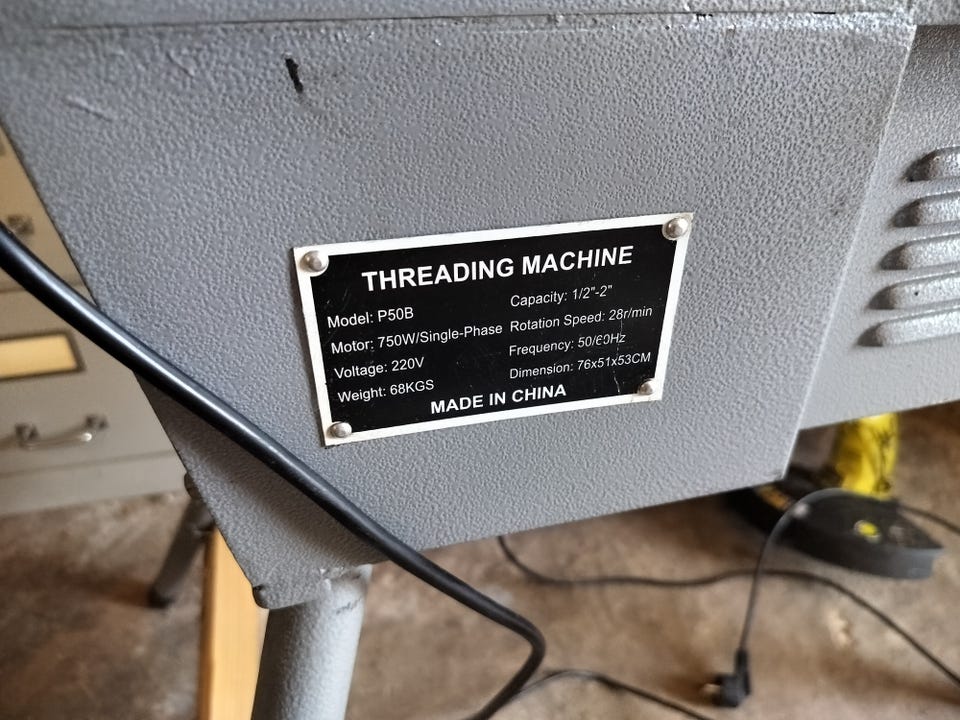 THREADING MACHINE
Model: P50B
Motor: 750W/Single-Phase
Voltage: 220V
Weight: 68KGS
Capacity: 1/2"-2"
Rotation Speed: 28r/min
Frequency: 50/60Hz
Dimension: 76x51x53CM
MADE IN CHINA